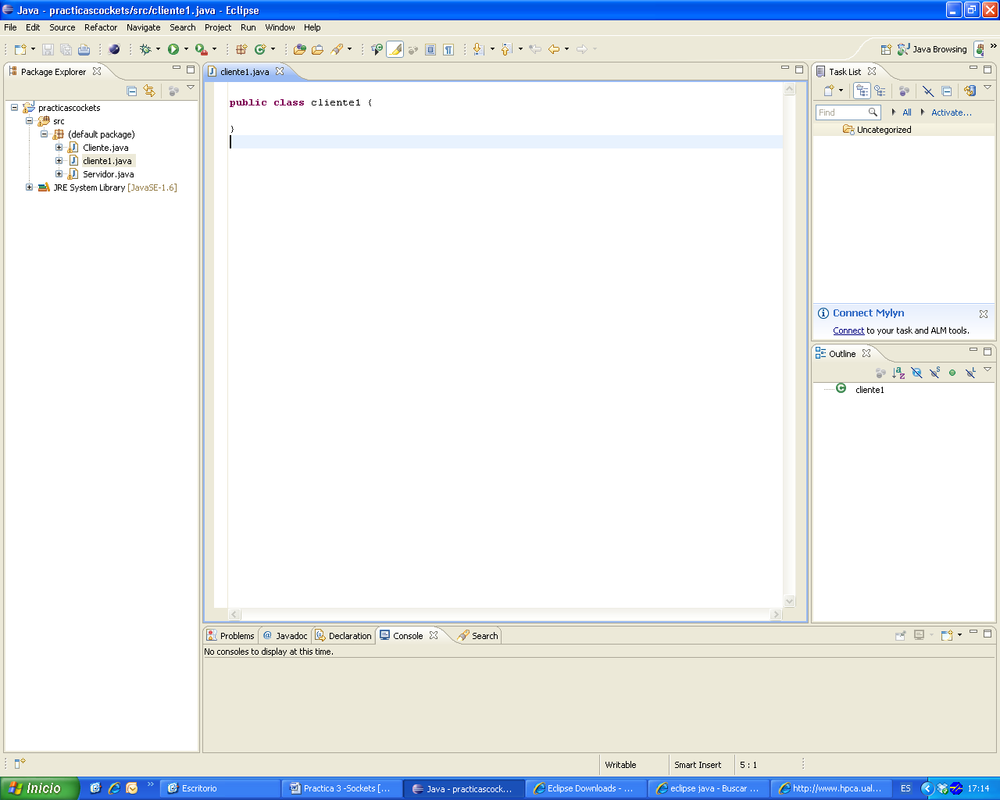 Java - practicascockets/src/cliente1.java - Eclipse
File Edit Source Refactor Navigate Search Project Run Window Help
Java Browsing
Package Explorer
practicascockets
src
(default package)
Cliente.java
cliente1.java
Servidor.java
JRE System Library [JavaSE-1.6]
cliente1.java
public class cliente1 {
}
Task List
Find All Activate...
Uncategorized
Connect Mylyn
Connect to your task and ALM tools.
Outline
cliente1
Problems Javadoc Declaration Console Search
No consoles to display at this time.
Writable Smart Insert 5 : 1
Inicio Escritorio Practica 3 -Sockets [... Java - practicascock... Eclipse Downloads - ... eclipse java - Buscar ... http://www.hpca.ual... ES 17:14